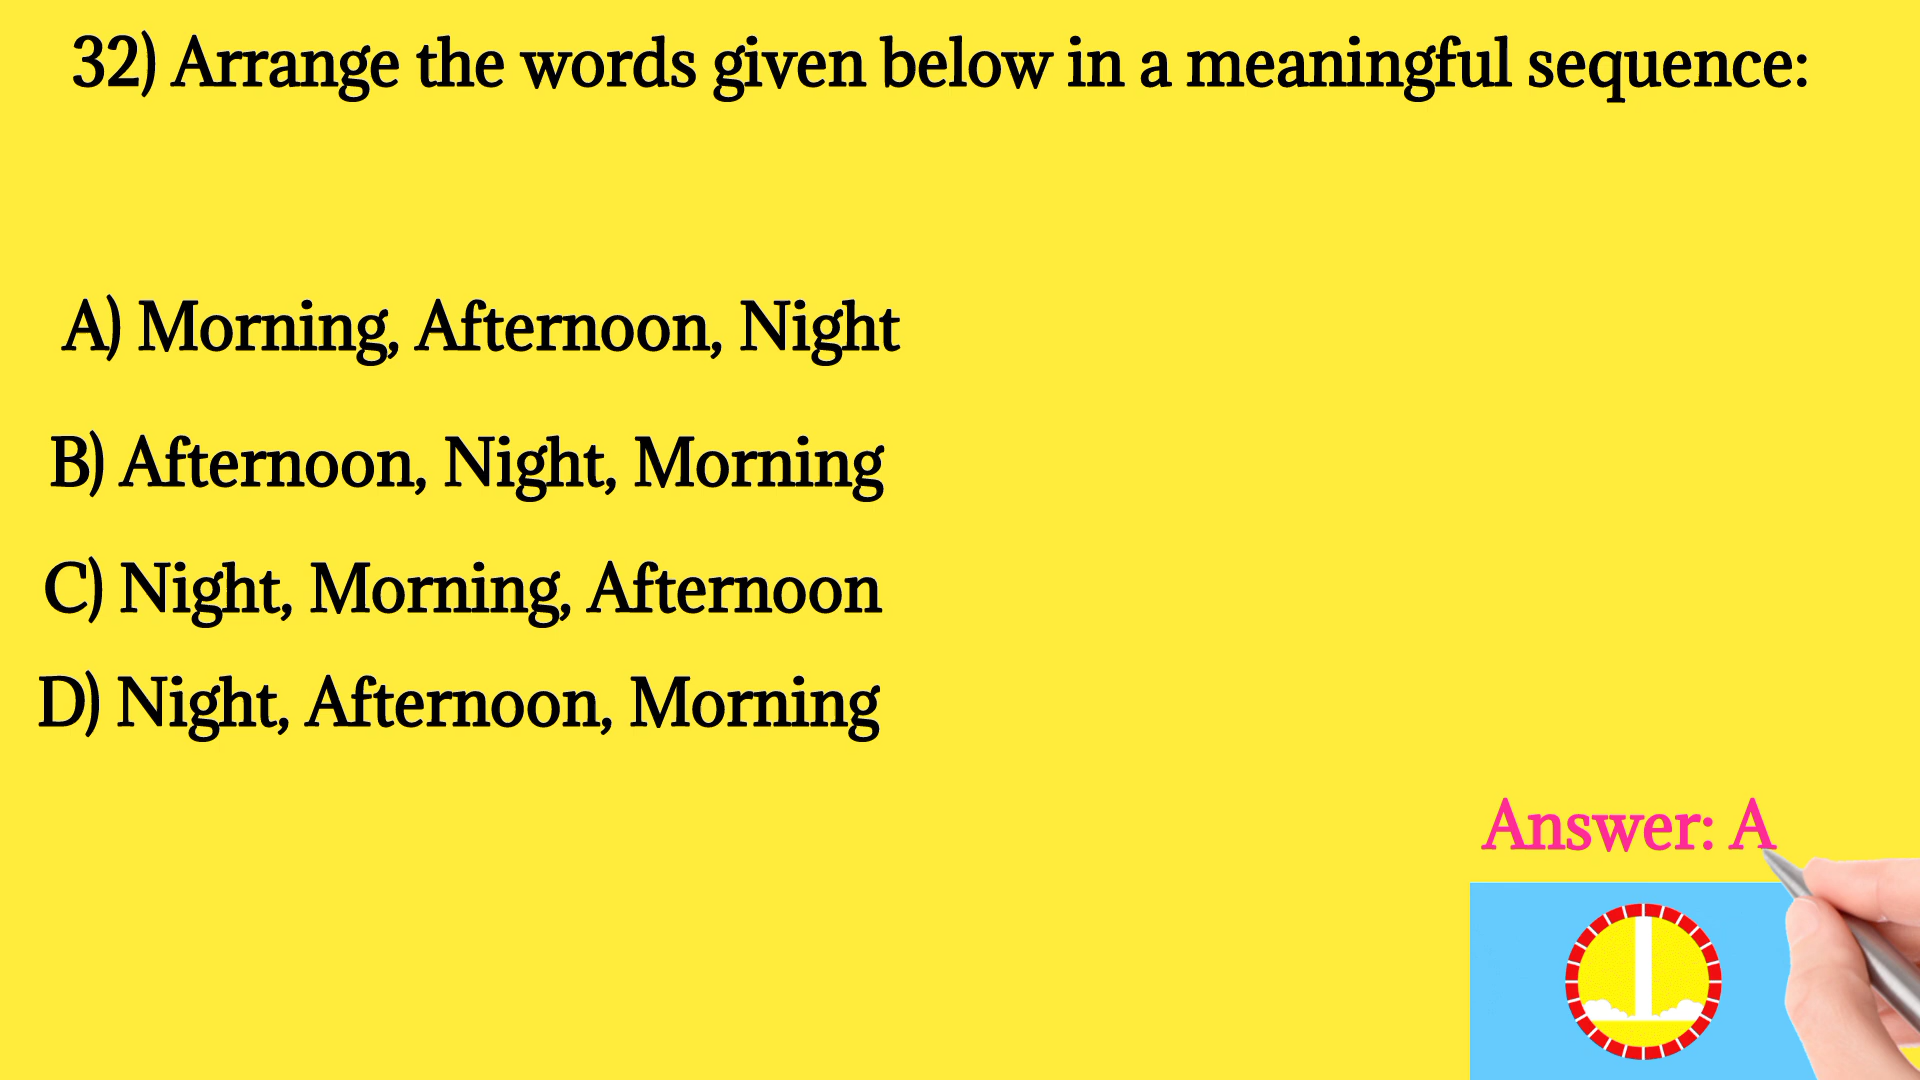 32) Arrange the words given below in a meaningful sequence:
A) Morning, Afternoon, Night
B) Afternoon, Night, Morning
C) Night, Morning, Afternoon
D) Night, Afternoon, Morning
Answer: A